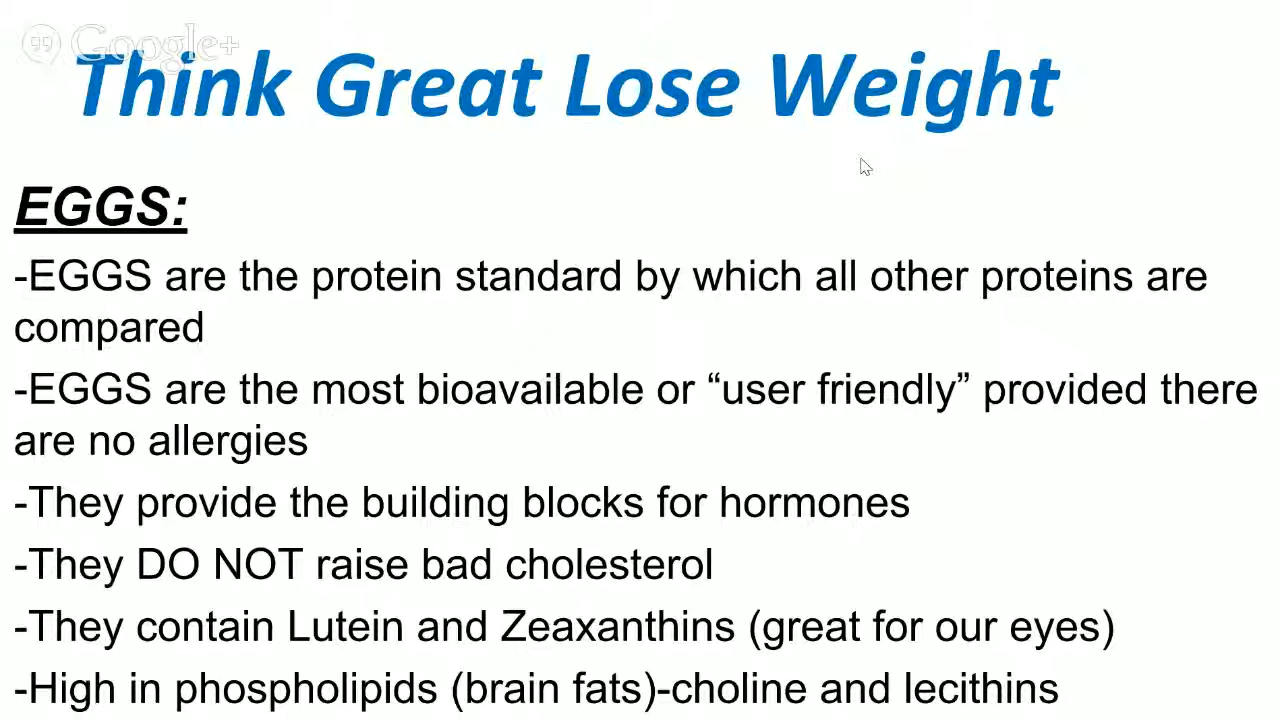 Google+
Think Great Lose Weight
EGGS:
-EGGS are the protein standard by which all other proteins are
compared
-EGGS are the most bioavailable or “user friendly” provided there
are no allergies
-They provide the building blocks for hormones
-They DO NOT raise bad cholesterol
-They contain Lutein and Zeaxanthins (great for our eyes)
-High in phospholipids (brain fats)-choline and lecithins